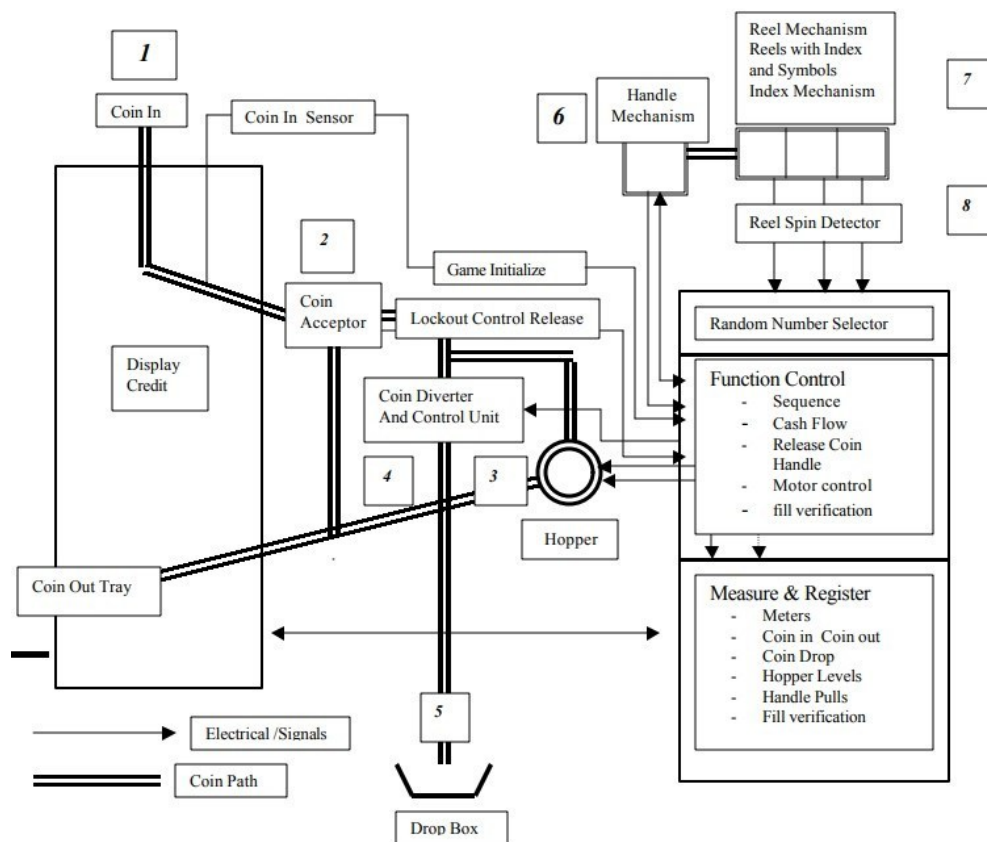 1
Coin In
Coin In Sensor
6
Handle
Mechanism
Reel Mechanism
Reels with Index
and Symbols
Index Mechanism
7
8
Reel Spin Detector
2
Game Initialize
Coin
Acceptor
Lockout Control Release
Random Number Selector
Display
Credit
Coin Diverter
And Control Unit
Function Control
- Sequence
- Cash Flow
- Release Coin
Handle
- Motor control
- fill verification
4
3
Hopper
Coin Out Tray
Measure & Register
- Meters
- Coin in Coin out
- Coin Drop
- Hopper Levels
- Handle Pulls
- Fill verification
5
Electrical /Signals
Coin Path
Drop Box